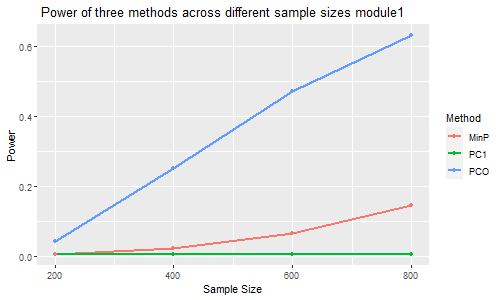 Power of three methods across different sample sizes module1
0.6
0.4
0.2
0.0
Power
200 400 600 800
Sample Size
Method
MinP
PC1
PCO